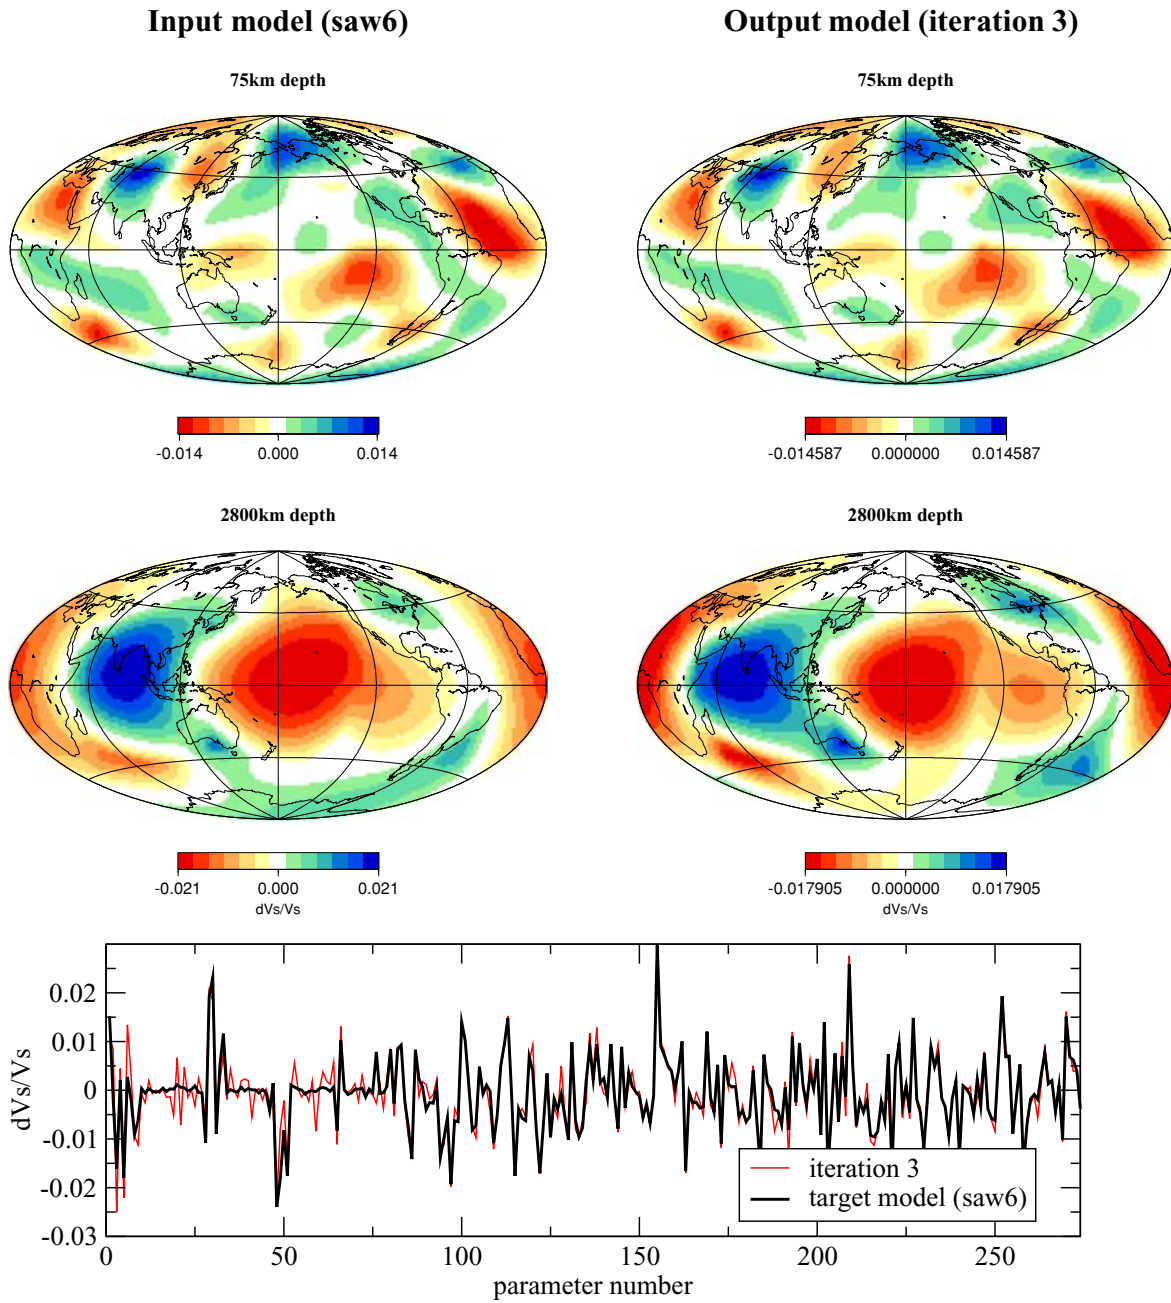 Input model (saw6)
Output model (iteration 3)
75km depth
75km depth
-0.014 0.000 0.014
-0.014587 0.000000 0.014587
2800km depth
2800km depth
-0.021 0.000 0.021
dVs/Vs
-0.017905 0.000000 0.017905
dVs/Vs
dVs/Vs
0.02
0.01
0
-0.01
-0.02
-0.03
iteration 3
target model (saw6)
0 50 100 150 200 250
parameter number